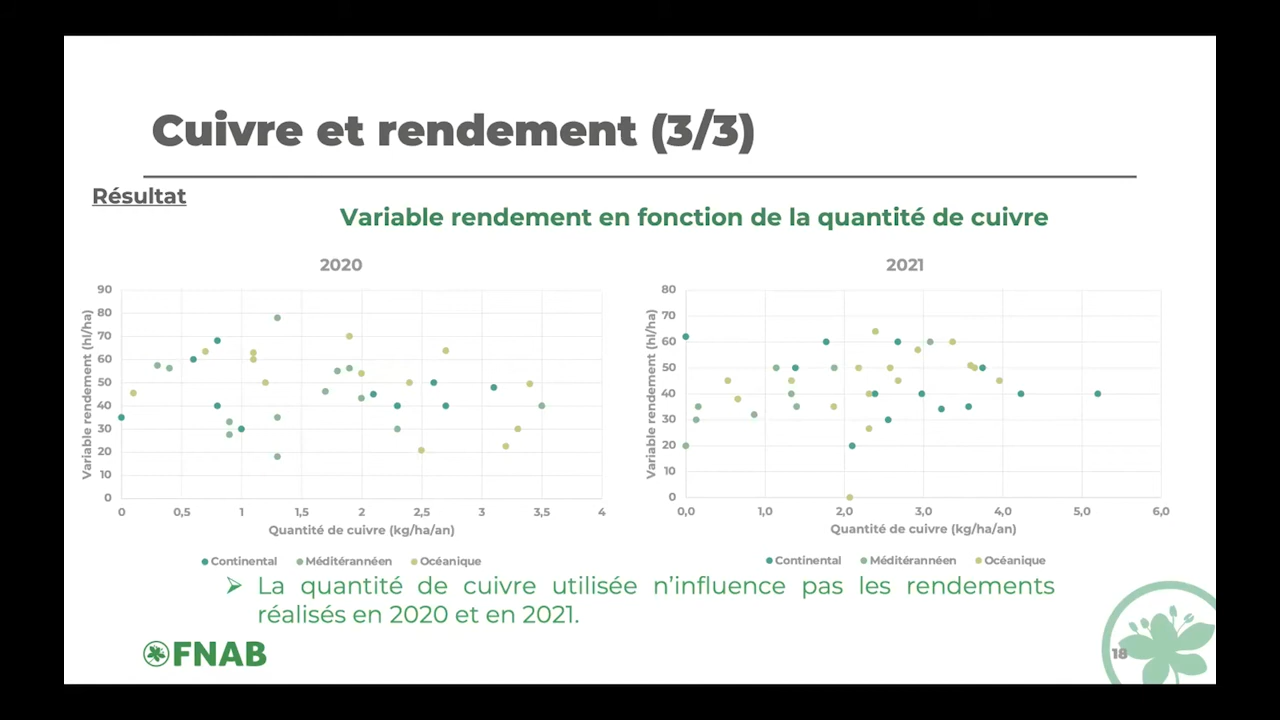 Cuivre et rendement (3/3)
Résultat
Variable rendement en fonction de la quantité de cuivre
2020
Variable rendement (hl/ha)
90
80
70
60
50
40
30
20
10
0
0 0,5 1 1,5 2 2,5 3 3,5 4
Quantité de cuivre (kg/ha/an)
Continental Méditérannéen Océanique
2021
Variable rendement (hl/ha)
80
70
60
50
40
30
20
10
0
0,0 1,0 2,0 3,0 4,0 5,0 6,0
Quantité de cuivre (kg/ha/an)
Continental Méditérannéen Océanique
La quantité de cuivre utilisée n’influence pas les rendements
réalisés en 2020 et en 2021.
FNAB
18